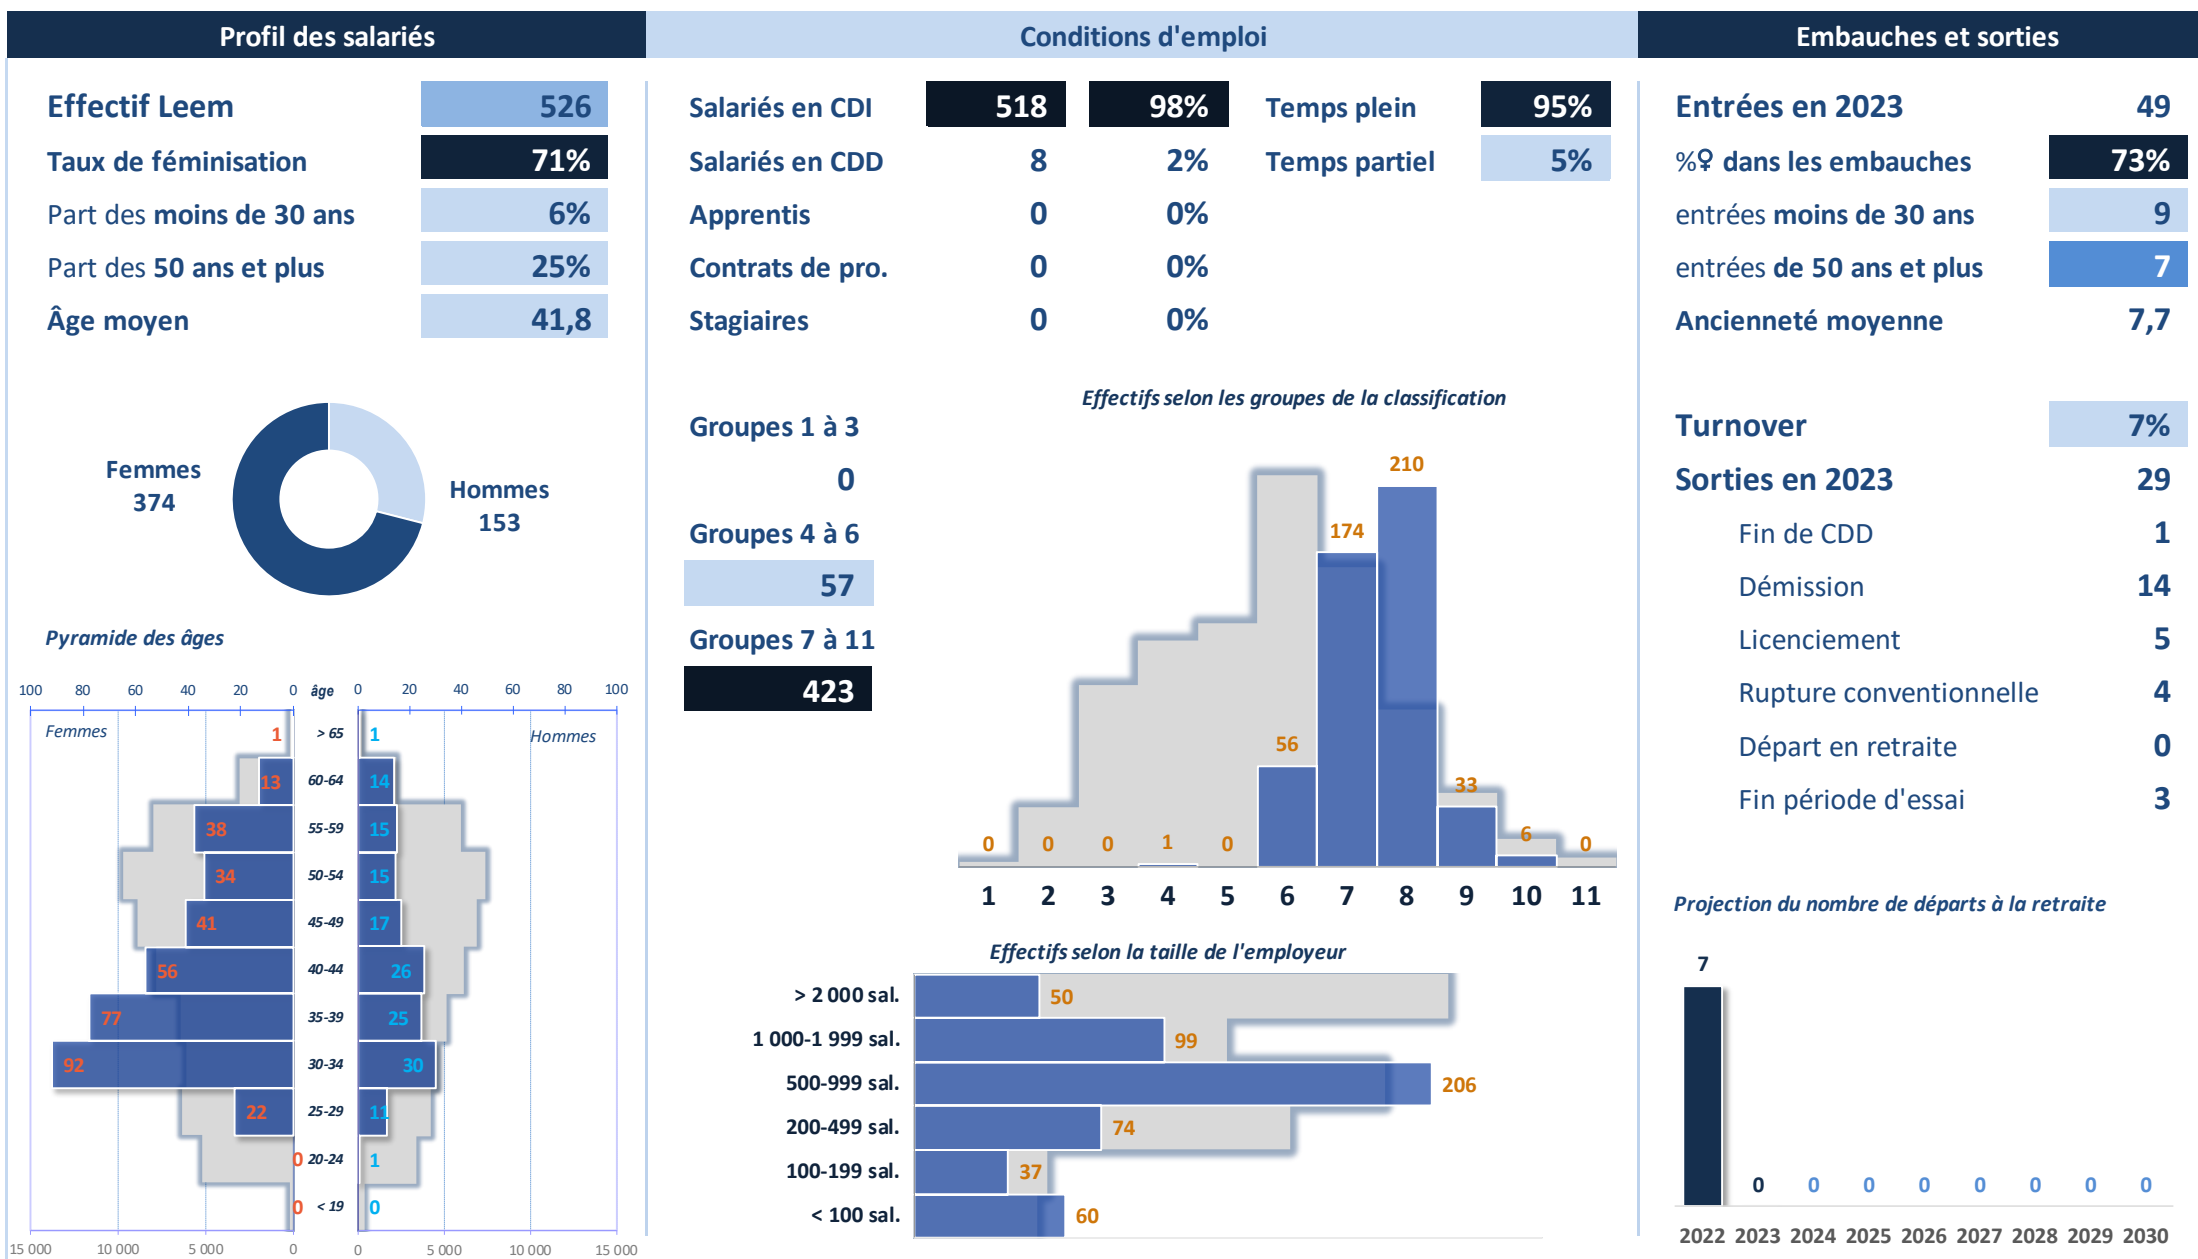 Profil des salariés
Effectif Leem 526
Taux de féminisation 71%
Part des moins de 30 ans 6%
Part des 50 ans et plus 25%
Âge moyen 41,8
Femmes
374
Hommes
153
Pyramide des âges
100 80 60 40 20 0 âge 0 20 40 60 80 100
Femmes Hommes
1 > 65 1
13 60-64 14
38 55-59 15
34 50-54 15
41 45-49 17
56 40-44 26
77 35-39 25
92 30-34 30
22 25-29 11
0 20-24 1
0 < 19 0
15 000 10 000 5 000 0 0 5 000 10 000 15 000
Conditions d'emploi
Salariés en CDI 518 98% Temps plein 95%
Salariés en CDD 8 2% Temps partiel 5%
Apprentis 0 0%
Contrats de pro. 0 0%
Stagiaires 0 0%
Groupes 1 à 3
0
Groupes 4 à 6
57
Groupes 7 à 11
423
Effectifs selon les groupes de la classification
0 0 0 1 0 56 174 210 33 6 0
1 2 3 4 5 6 7 8 9 10 11
Effectifs selon la taille de l'employeur
> 2 000 sal. 50
1 000-1 999 sal. 99
500-999 sal. 206
200-499 sal. 74
100-199 sal. 37
< 100 sal. 60
Embauches et sorties
Entrées en 2023 49
%♀ dans les embauches 73%
entrées moins de 30 ans 9
entrées de 50 ans et plus 7
Ancienneté moyenne 7,7
Turnover 7%
Sorties en 2023 29
Fin de CDD 1
Démission 14
Licenciement 5
Rupture conventionnelle 4
Départ en retraite 0
Fin période d'essai 3
Projection du nombre de départs à la retraite
7 0 0 0 0 0 0 0 0
2022 2023 2024 2025 2026 2027 2028 2029 2030